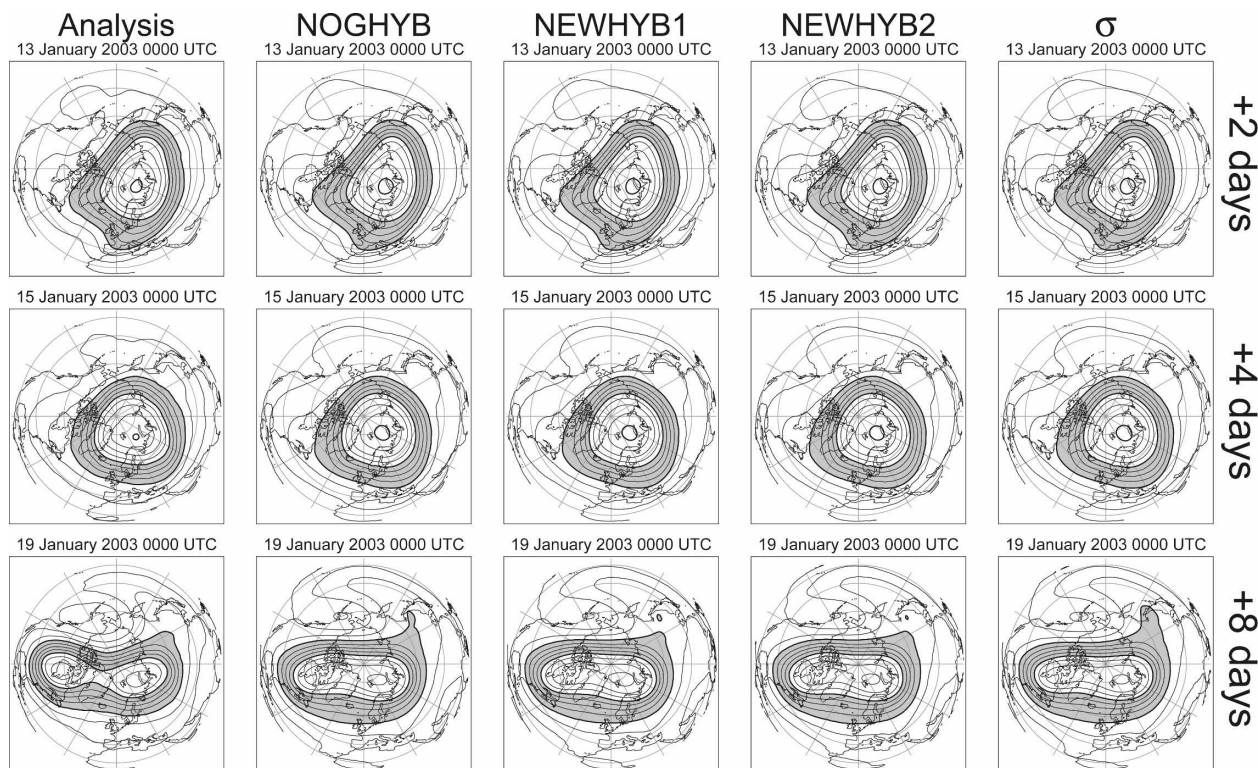 Analysis NOGHYB NEWHYB1 NEWHYB2 σ
13 January 2003 0000 UTC 13 January 2003 0000 UTC 13 January 2003 0000 UTC 13 January 2003 0000 UTC 13 January 2003 0000 UTC
+2 days
15 January 2003 0000 UTC 15 January 2003 0000 UTC 15 January 2003 0000 UTC 15 January 2003 0000 UTC 15 January 2003 0000 UTC
+4 days
19 January 2003 0000 UTC 19 January 2003 0000 UTC 19 January 2003 0000 UTC 19 January 2003 0000 UTC 19 January 2003 0000 UTC
+8 days